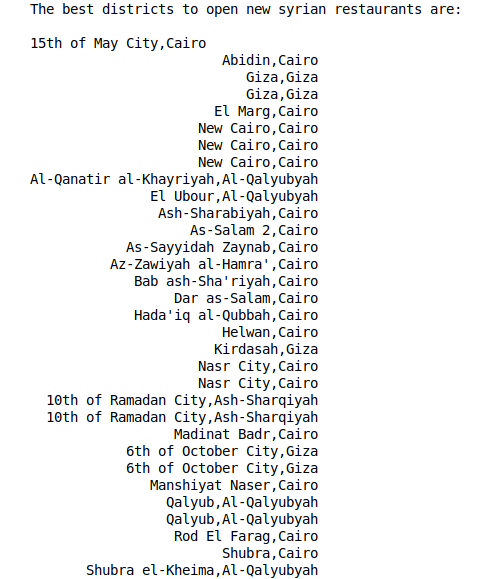 The best districts to open new syrian restaurants are:
15th of May City,Cairo
Abidin,Cairo
Giza,Giza
Giza,Giza
El Marg,Cairo
New Cairo,Cairo
New Cairo,Cairo
New Cairo,Cairo
Al-Qanatir al-Khayriyah,Al-Qalyubyah
El Ubour,Al-Qalyubyah
Ash-Sharabiyah,Cairo
As-Salam 2,Cairo
As-Sayyidah Zaynab,Cairo
Az-Zawiyah al-Hamra',Cairo
Bab ash-Sha'riyah,Cairo
Dar as-Salam,Cairo
Hada'iq al-Qubbah,Cairo
Helwan,Cairo
Kirdasah,Giza
Nasr City,Cairo
Nasr City,Cairo
10th of Ramadan City,Ash-Sharqiyah
10th of Ramadan City,Ash-Sharqiyah
Madinat Badr,Cairo
6th of October City,Giza
6th of October City,Giza
Manshiyat Naser,Cairo
Qalyub,Al-Qalyubyah
Qalyub,Al-Qalyubyah
Rod El Farag,Cairo
Shubra,Cairo
Shubra el-Kheima,Al-Qalyubyah